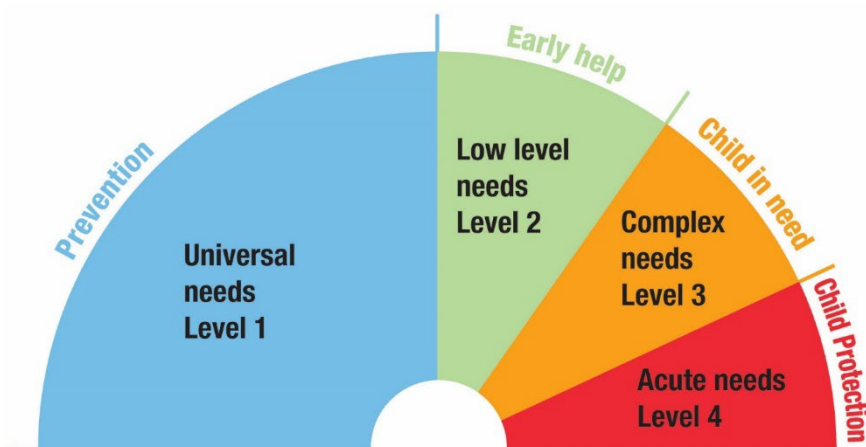 Prevention
Universal
needs
Level 1
Early help
Low level
needs
Level 2
Child in need
Complex
needs
Level 3
Child Protection
Acute needs
Level 4